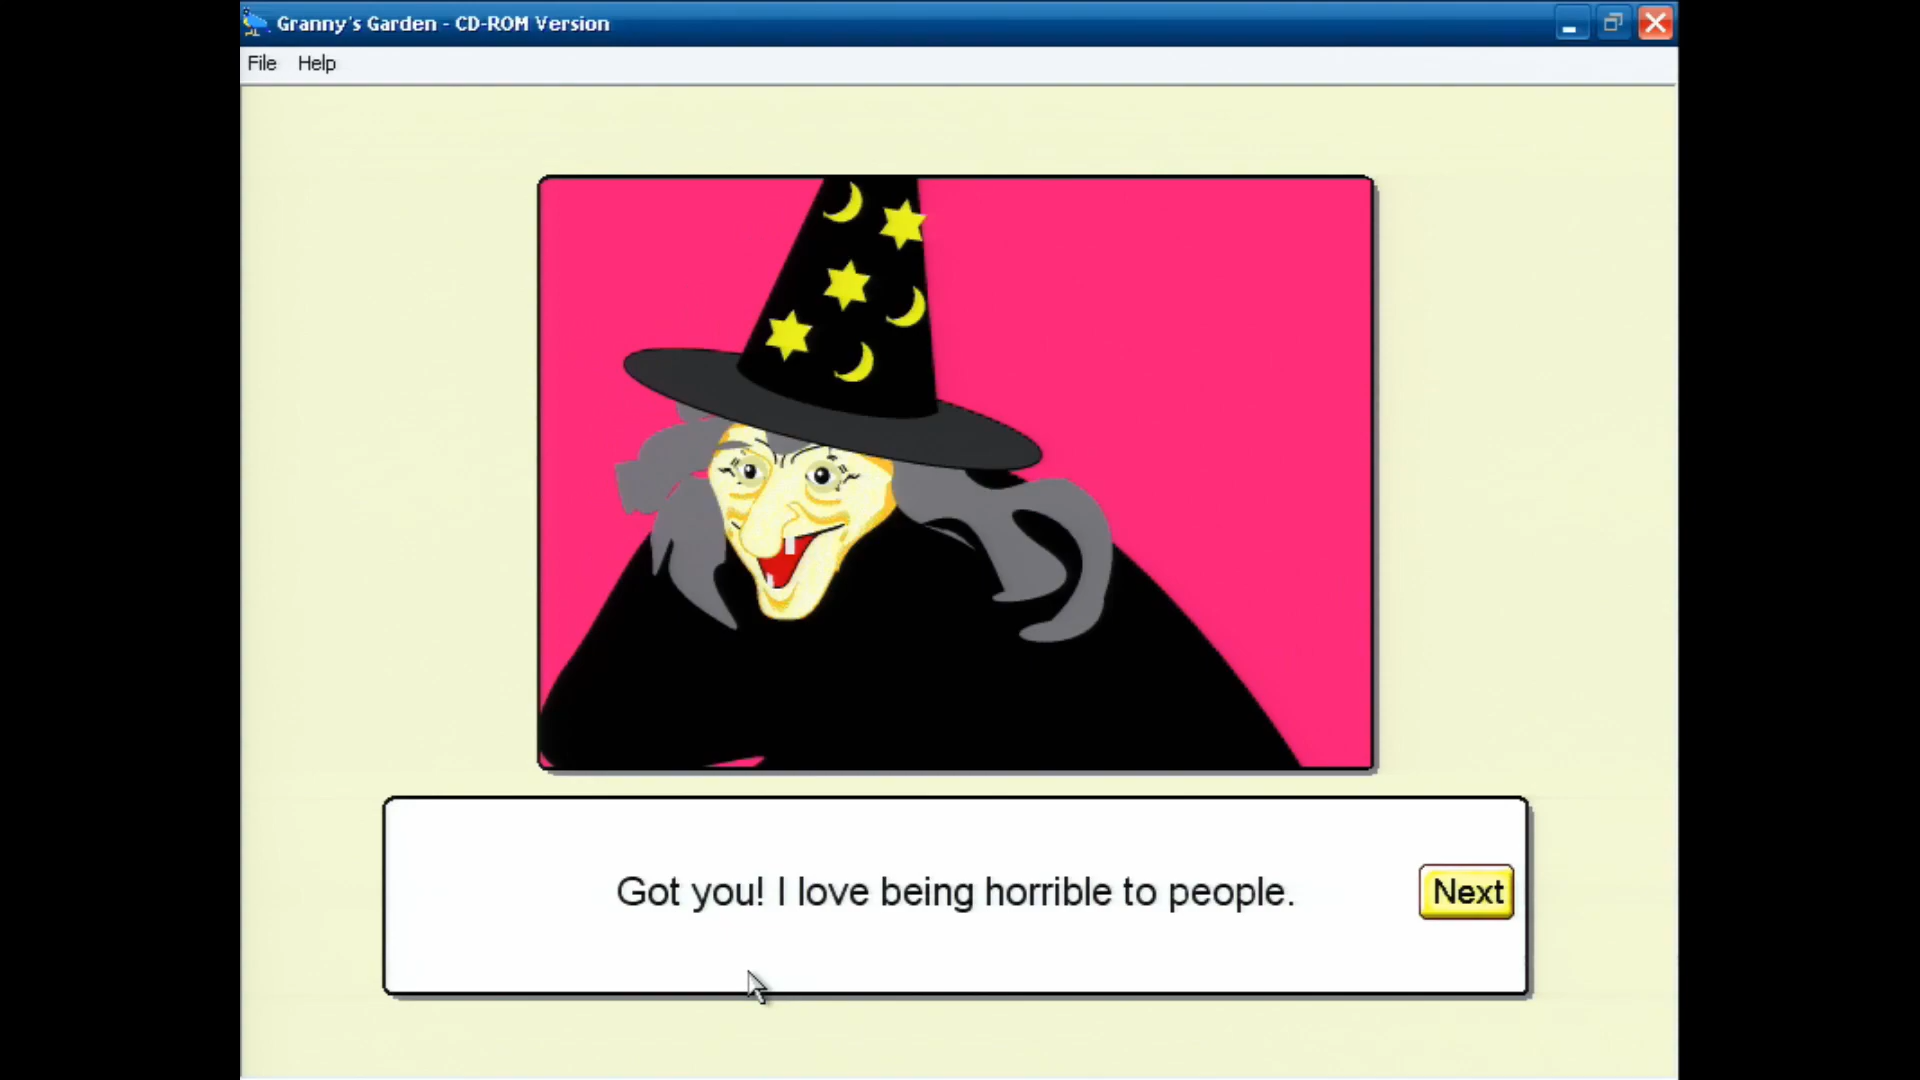 Granny's Garden - CD-ROM Version
File Help
Got you! I love being horrible to people.
Next